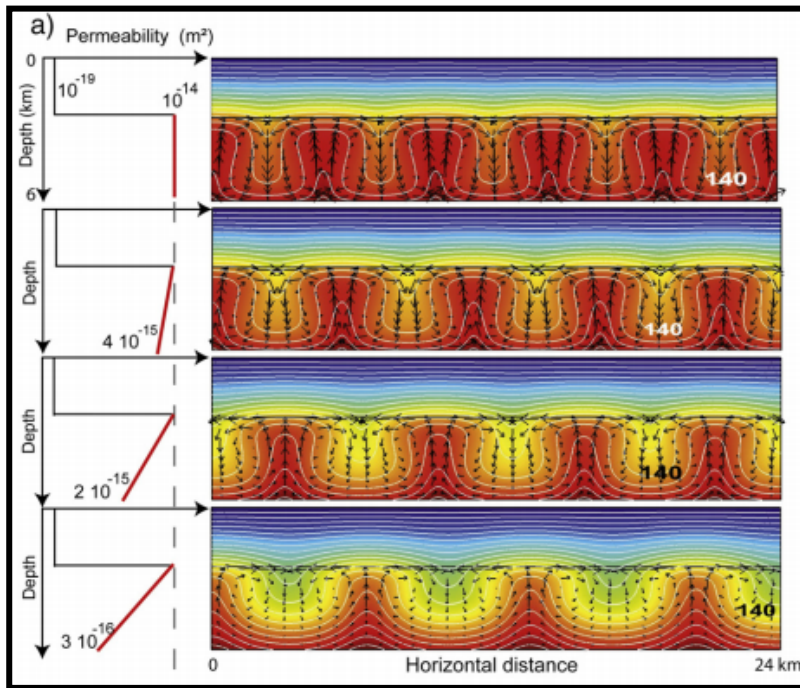 a)
Permeability (m²)
0
10⁻¹⁹
10⁻¹⁴
Depth (km)
6
140
Depth
4 10⁻¹⁵
140
Depth
2 10⁻¹⁵
140
Depth
3 10⁻¹⁶
140
0
Horizontal distance
24 km